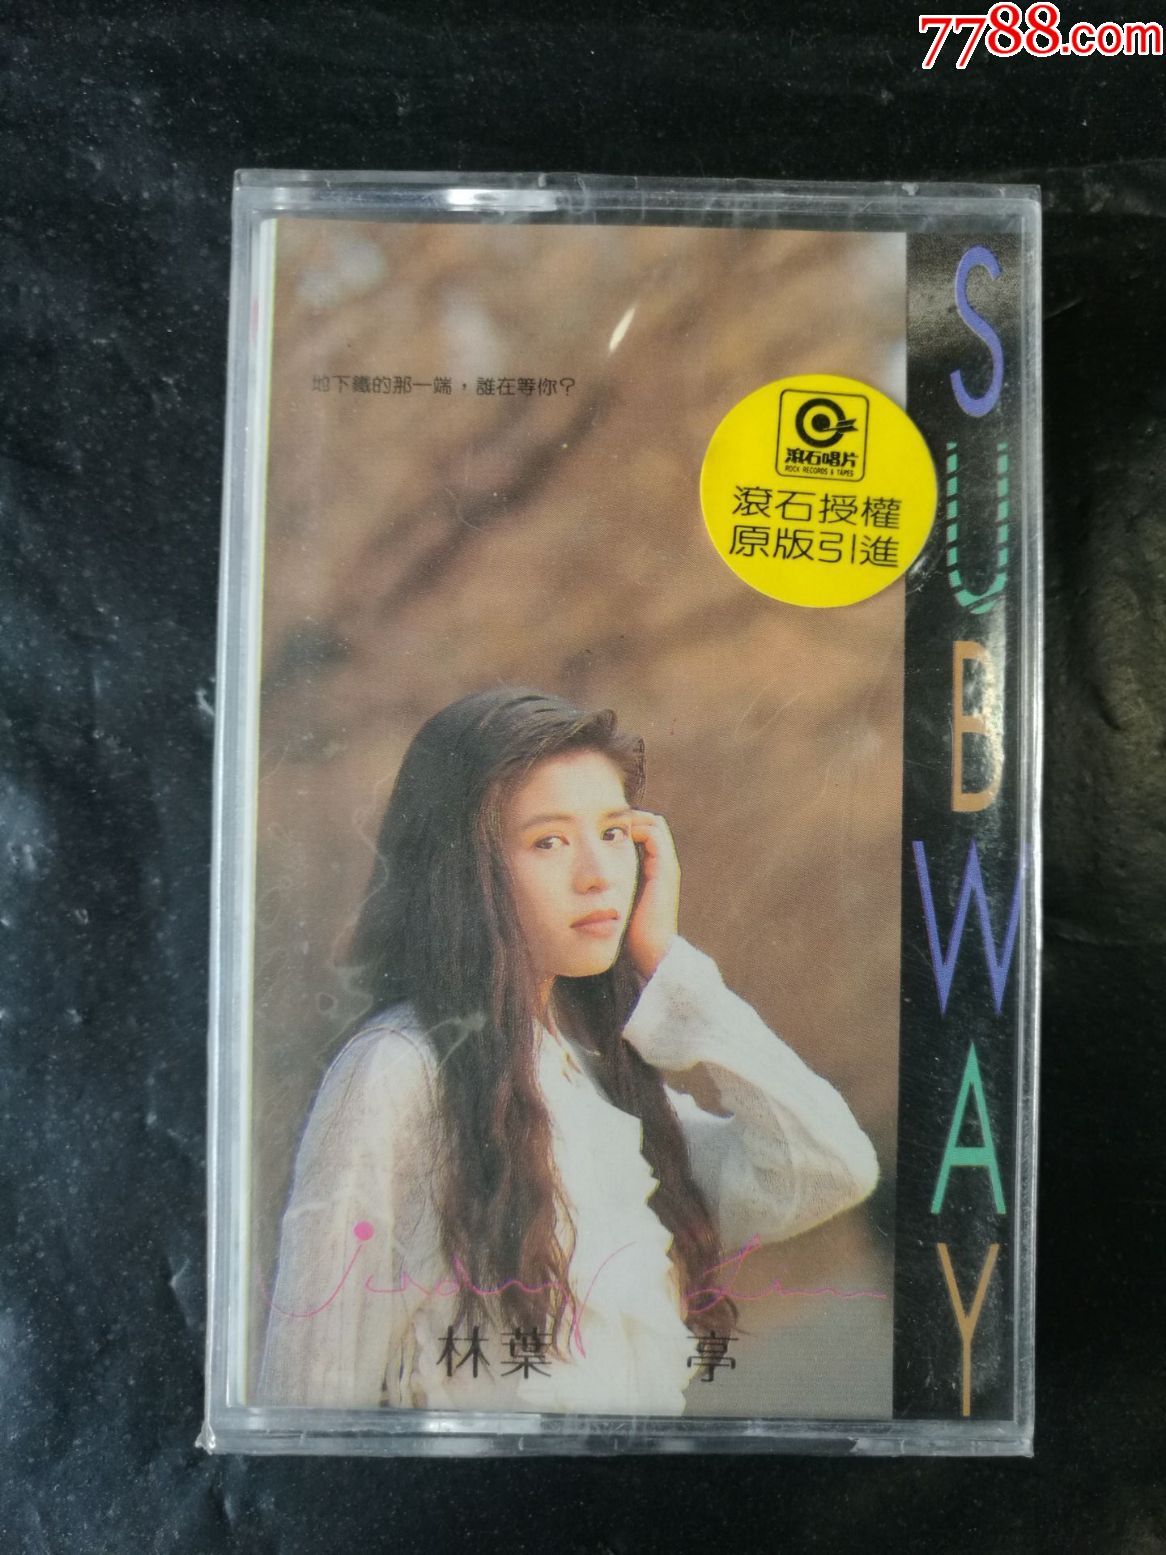 7788.com
地下鐵的那一端，誰在等你？
滾石唱片
ROCK RECORDS & TAPES
滾石授權
原版引進
SUBWAY
Lim
林葉亭